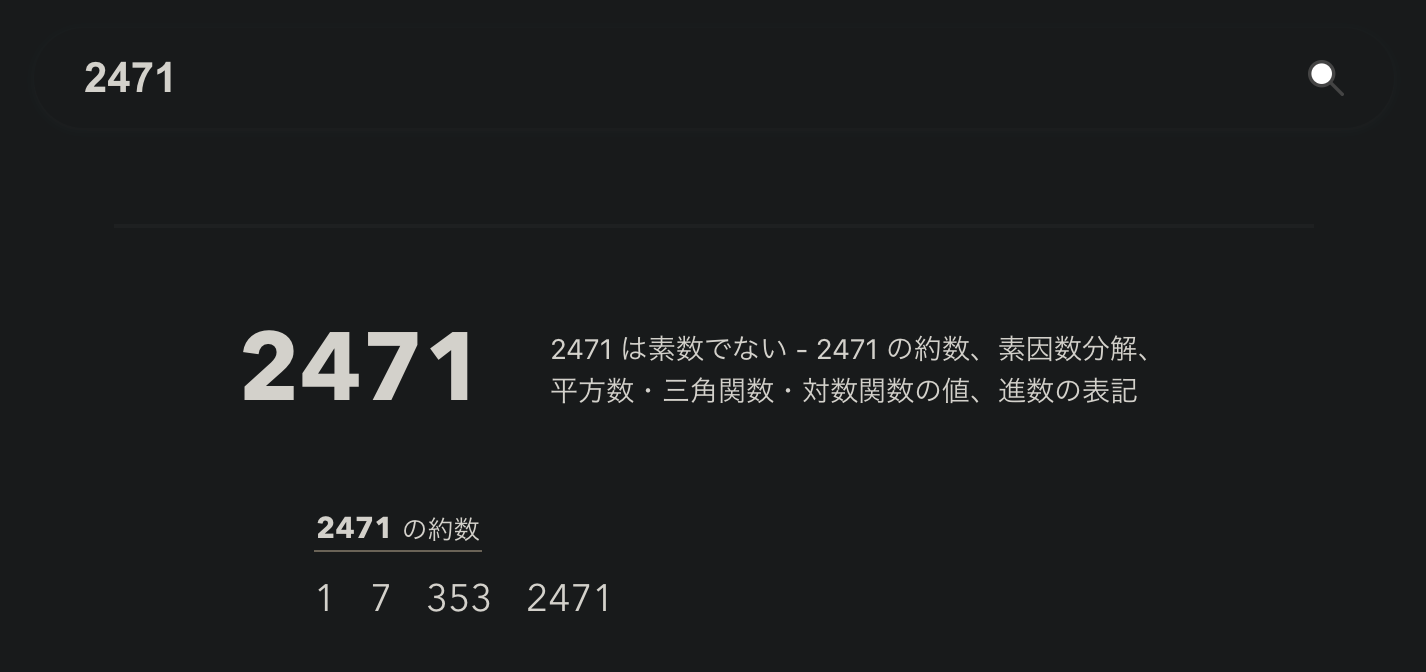 2471
2471
2471 は素数でない - 2471 の約数、素因数分解、
平方数・三角関数・対数関数の値、進数の表記
2471 の約数
1 7 353 2471